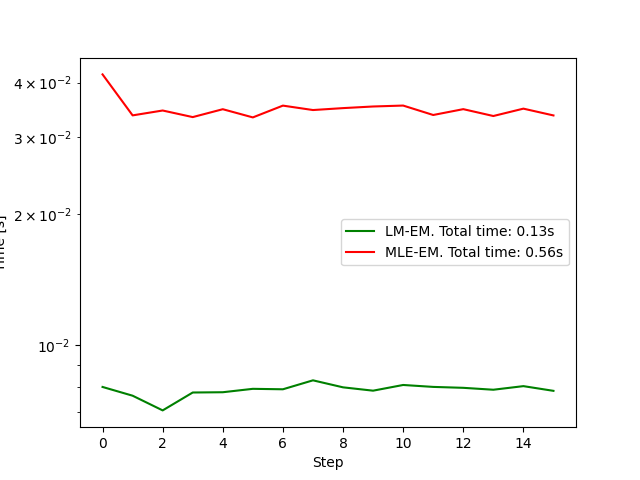 4 × 10⁻²
3 × 10⁻²
2 × 10⁻²
10⁻²
Time [s]
LM-EM. Total time: 0.13s
MLE-EM. Total time: 0.56s
0 2 4 6 8 10 12 14
Step